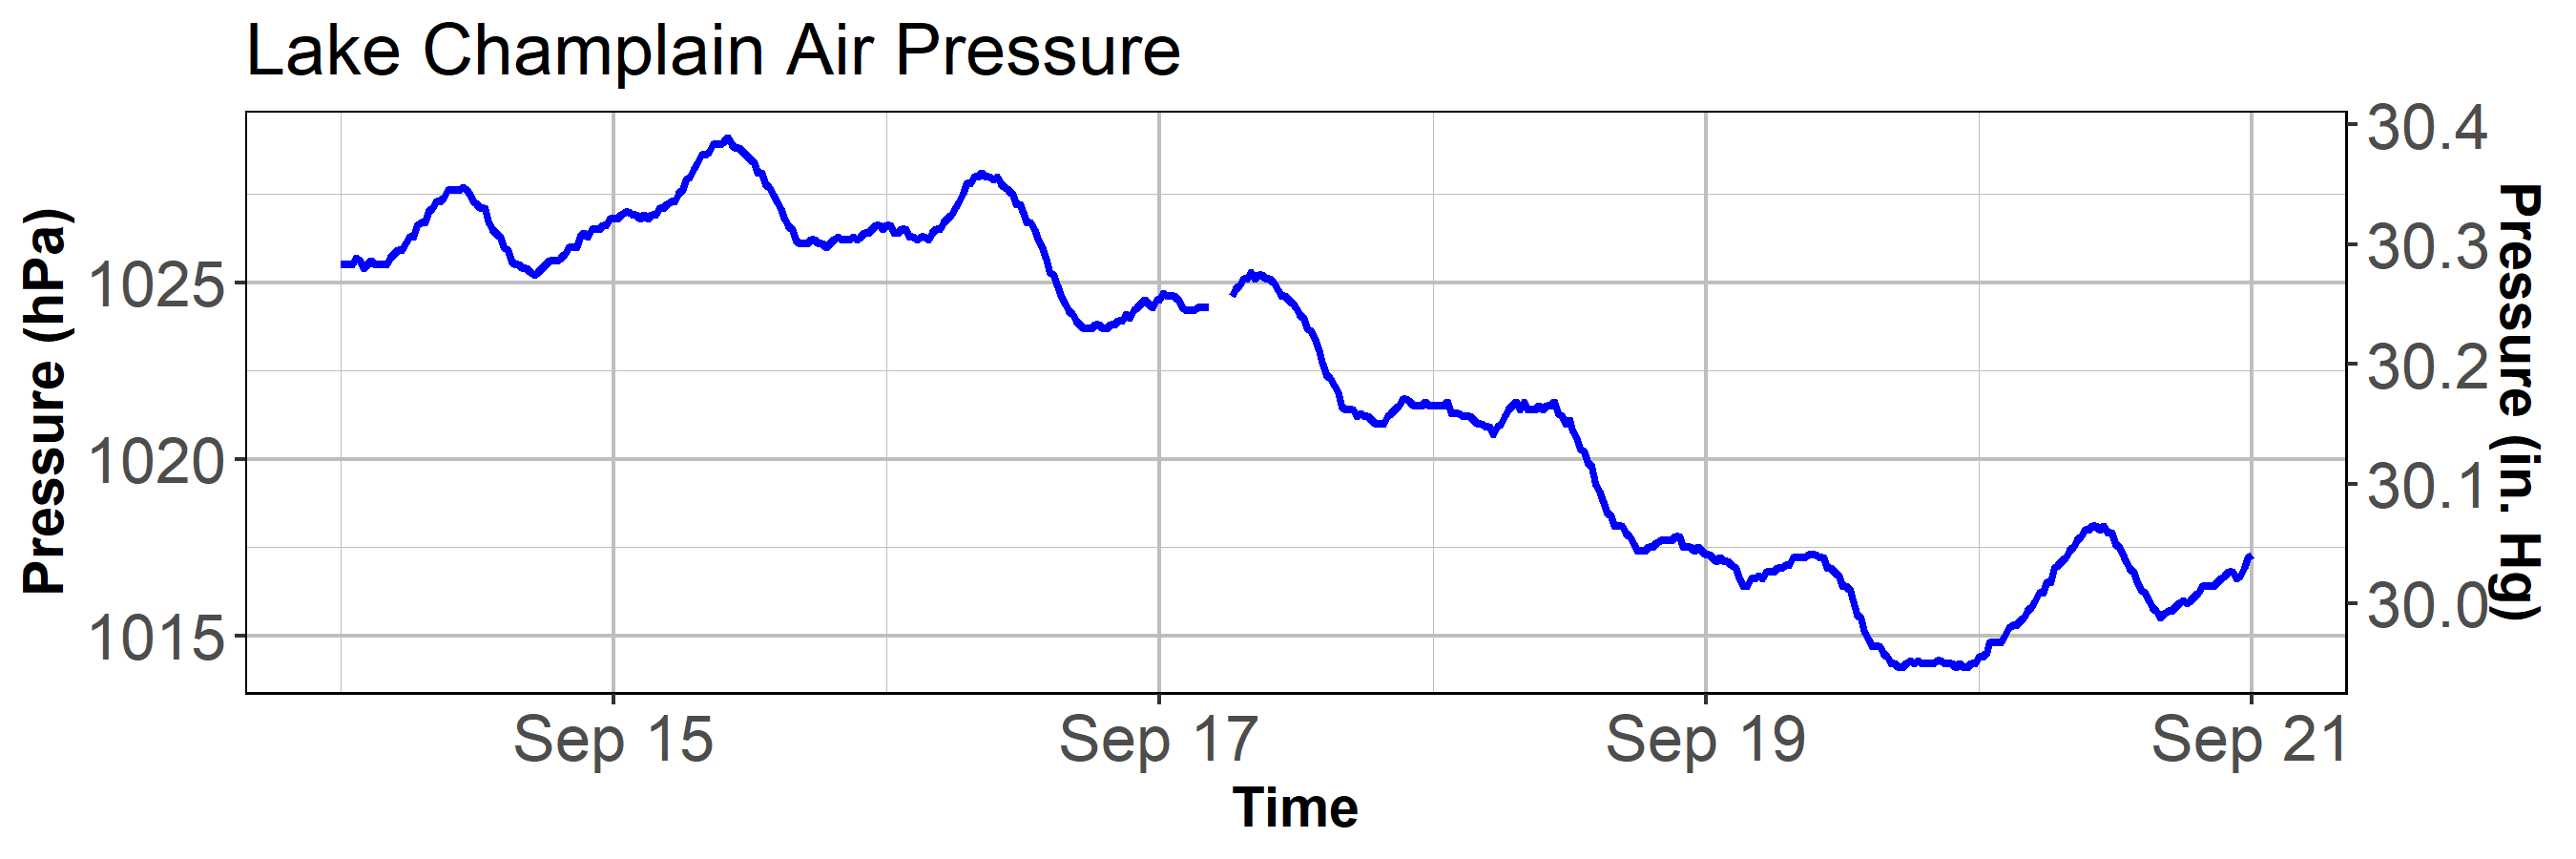 Lake Champlain Air Pressure
Pressure (hPa)
1025
1020
1015
30.4
30.3
30.2
30.1
30.0
Pressure (in. Hg)
Sep 15
Sep 17
Sep 19
Sep 21
Time